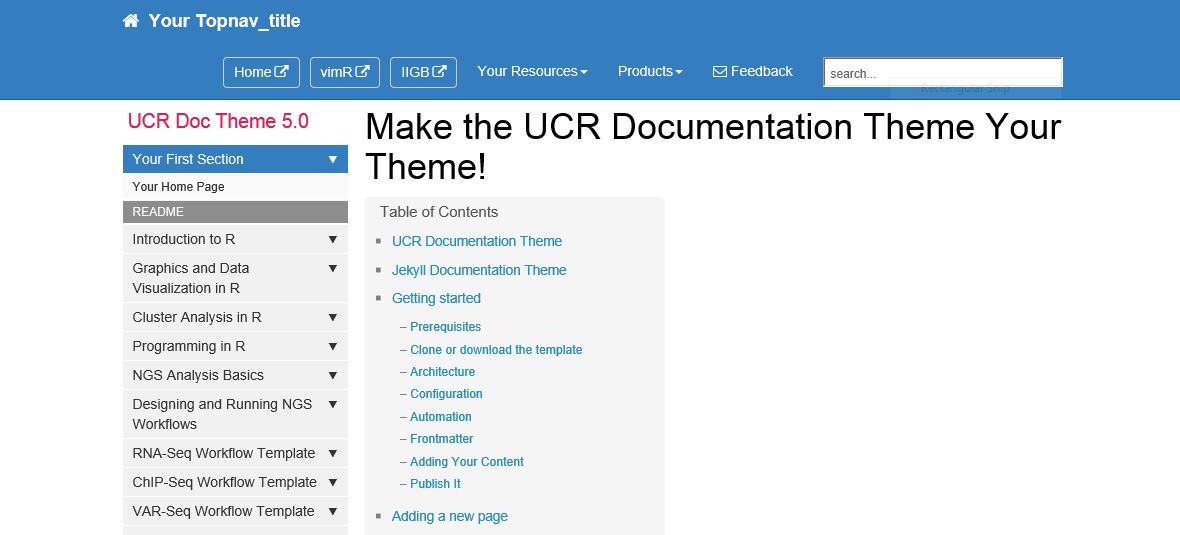 Your Topnav_title
Home vimR IIGB Your Resources Products Feedback search...
Rectangular Snip
UCR Doc Theme 5.0
Your First Section
Your Home Page
README
Introduction to R
Graphics and Data
Visualization in R
Cluster Analysis in R
Programming in R
NGS Analysis Basics
Designing and Running NGS
Workflows
RNA-Seq Workflow Template
ChIP-Seq Workflow Template
VAR-Seq Workflow Template
Make the UCR Documentation Theme Your
Theme!
Table of Contents
UCR Documentation Theme
Jekyll Documentation Theme
Getting started
– Prerequisites
– Clone or download the template
– Architecture
– Configuration
– Automation
– Frontmatter
– Adding Your Content
– Publish It
Adding a new page